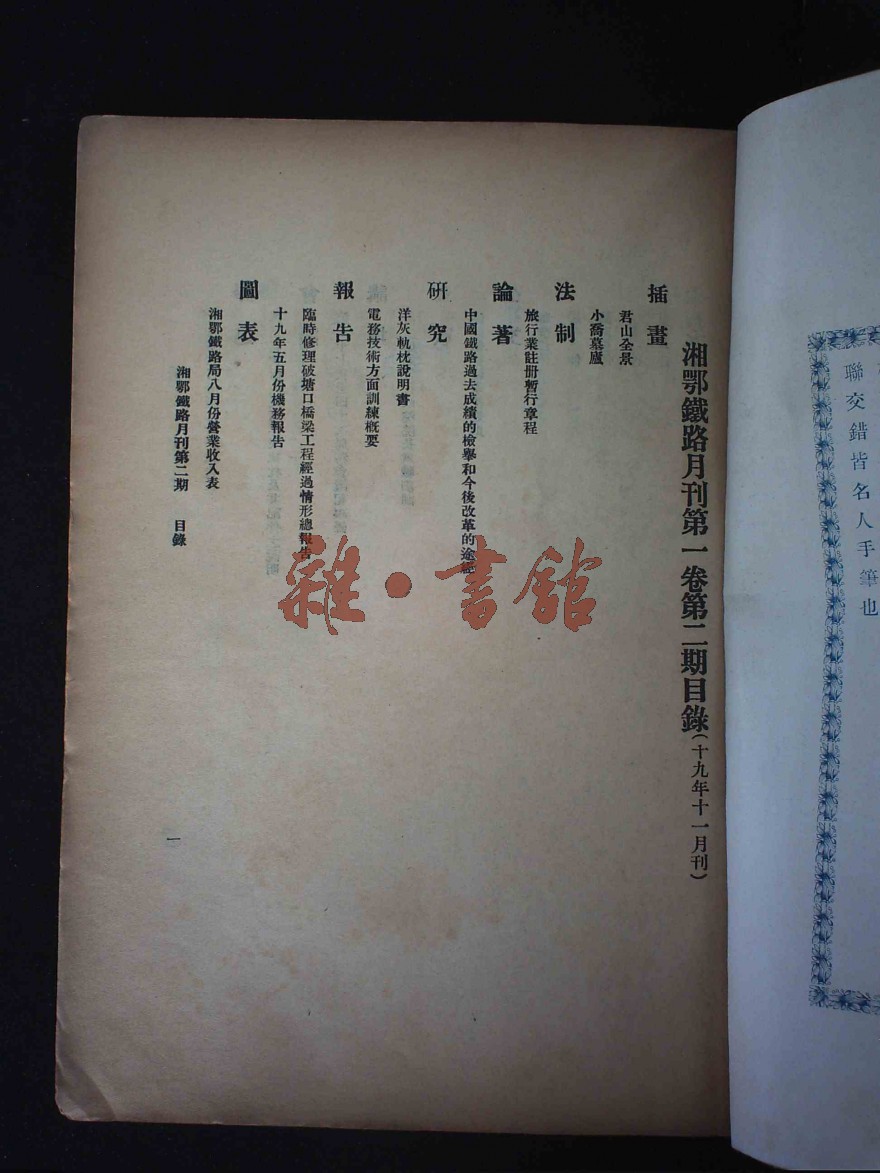 聯交錯皆名人手筆也
湘鄂鐵路月刊第一卷第二期目錄(十九年十一月刊)
插畫
君山全景
小喬墓廬
法制
旅行業註冊暫行章程
論著
中國鐵路過去成績的檢舉和今後改革的途徑
研究
洋灰軌枕說明書
電務技術方面訓練概要
報告
臨時修理破塘口橋梁工程經過情形總報告
十九年五月份機務報告
圖表
湘鄂鐵路局八月份營業收入表
湘鄂鐵路月刊第二期 目錄
一
雜·書館